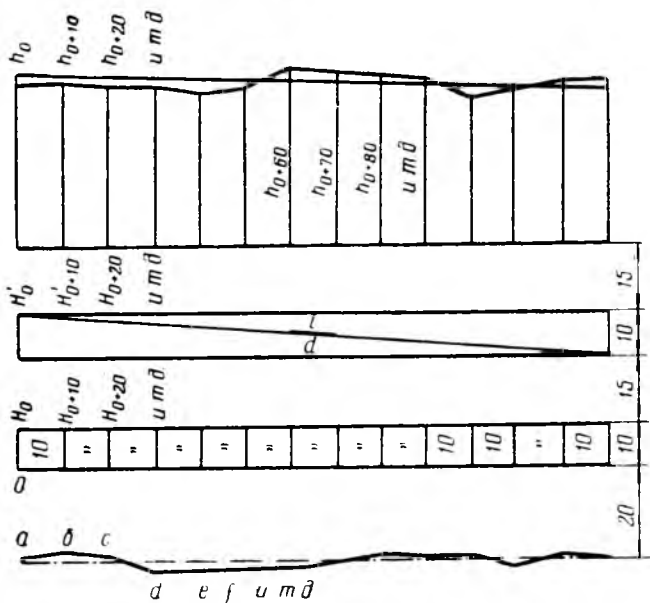 h₀ h₀₊₁₀ h₀₊₂₀ и т д
h₀₊₆₀ h₀₊₇₀ h₀₊₈₀ и т д
H'₀ H'₀₊₁₀ H₀₊₂₀ и т д
15
i
d
10
15
H₀ H₀₊₁₀ H₀₊₂₀ и т д.
10 " " " " " " " " 10 10 " 10 10
0
20
a б c
d e f и т д